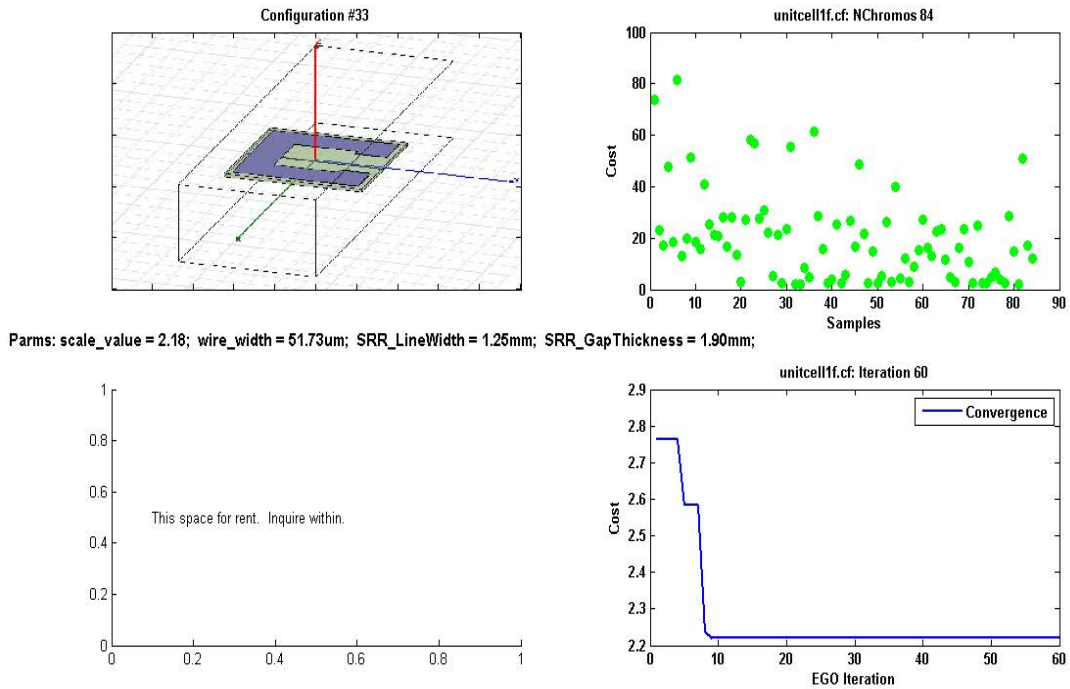 Configuration #33
unitcell1f.cf: NChromos 84
100
80
60
40
20
0
Cost
0 10 20 30 40 50 60 70 80 90
Samples
Parms: scale_value = 2.18; wire_width = 51.73um; SRR_LineWidth = 1.25mm; SRR_GapThickness = 1.90mm;
1
0.8
0.6
0.4
0.2
0
This space for rent. Inquire within.
0 0.2 0.4 0.6 0.8 1
unitcell1f.cf: Iteration 60
2.9
2.8
2.7
2.6
2.5
2.4
2.3
2.2
Cost
Convergence
0 10 20 30 40 50 60
EGO Iteration